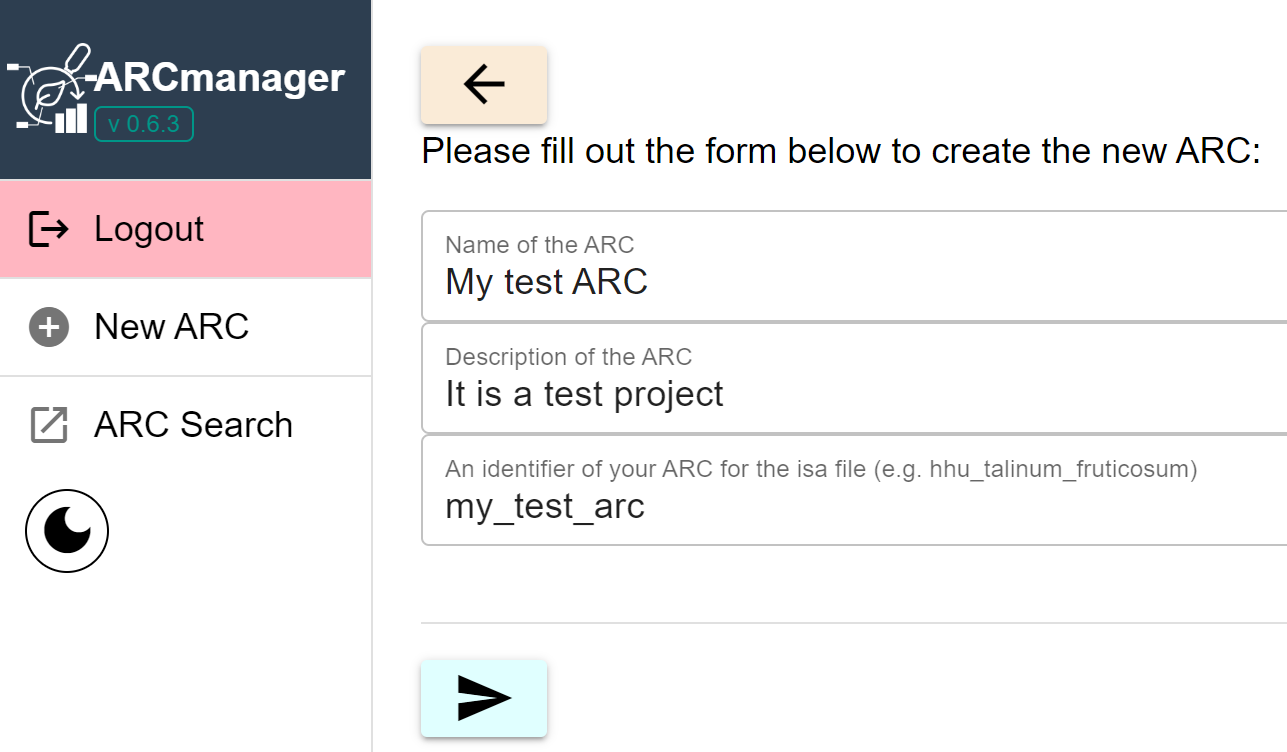 ARCmanager
v 0.6.3
Logout
New ARC
ARC Search
Please fill out the form below to create the new ARC:
Name of the ARC
My test ARC
Description of the ARC
It is a test project
An identifier of your ARC for the isa file (e.g. hhu_talinum_fruticosum)
my_test_arc